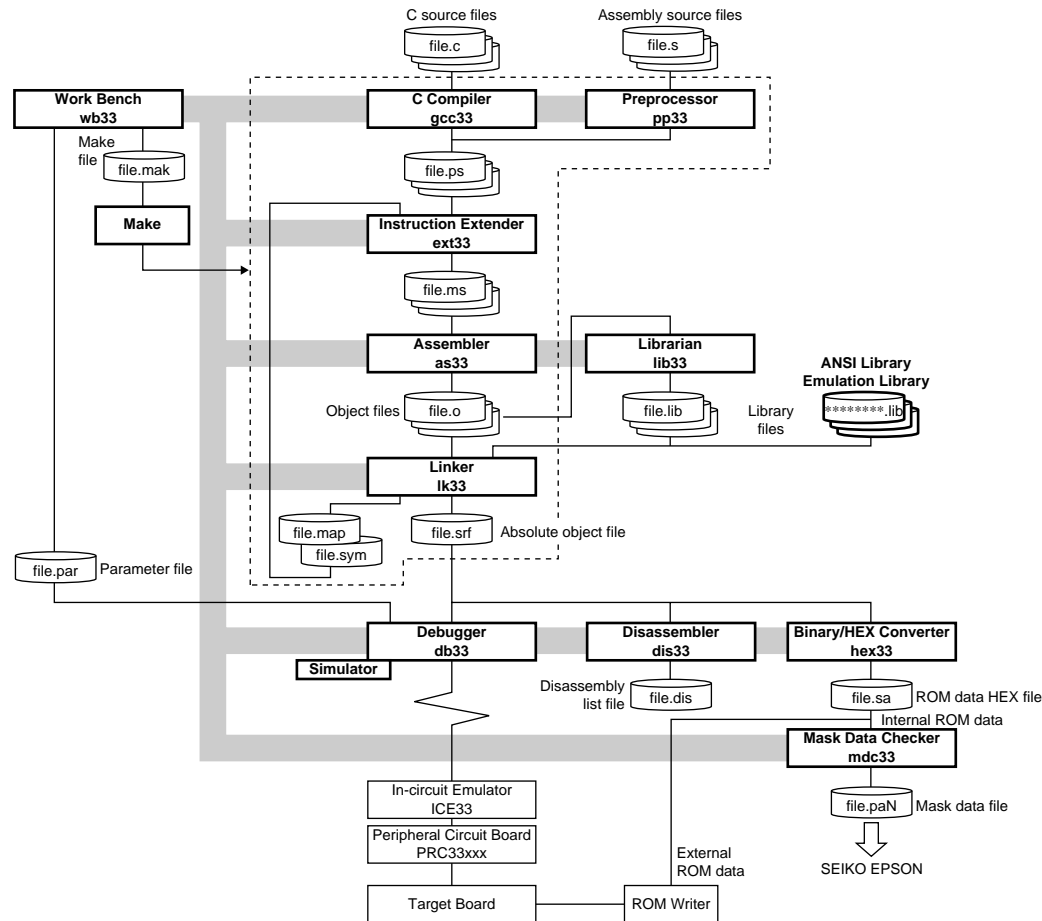 C source files
Assembly source files
file.c
file.s
Work Bench
wb33
C Compiler
gcc33
Preprocessor
pp33
Make
file
file.mak
file.ps
Make
Instruction Extender
ext33
file.ms
Assembler
as33
Librarian
lib33
ANSI Library
Emulation Library
Object files
file.o
file.lib
Library
files
********.lib
Linker
lk33
file.map
file.sym
file.srf
Absolute object file
file.par
Parameter file
Debugger
db33
Disassembler
dis33
Binary/HEX Converter
hex33
Simulator
Disassembly
list file
file.dis
file.sa
ROM data HEX file
Internal ROM data
Mask Data Checker
mdc33
In-circuit Emulator
ICE33
file.paN
Mask data file
Peripheral Circuit Board
PRC33xxx
External
ROM data
SEIKO EPSON
Target Board
ROM Writer